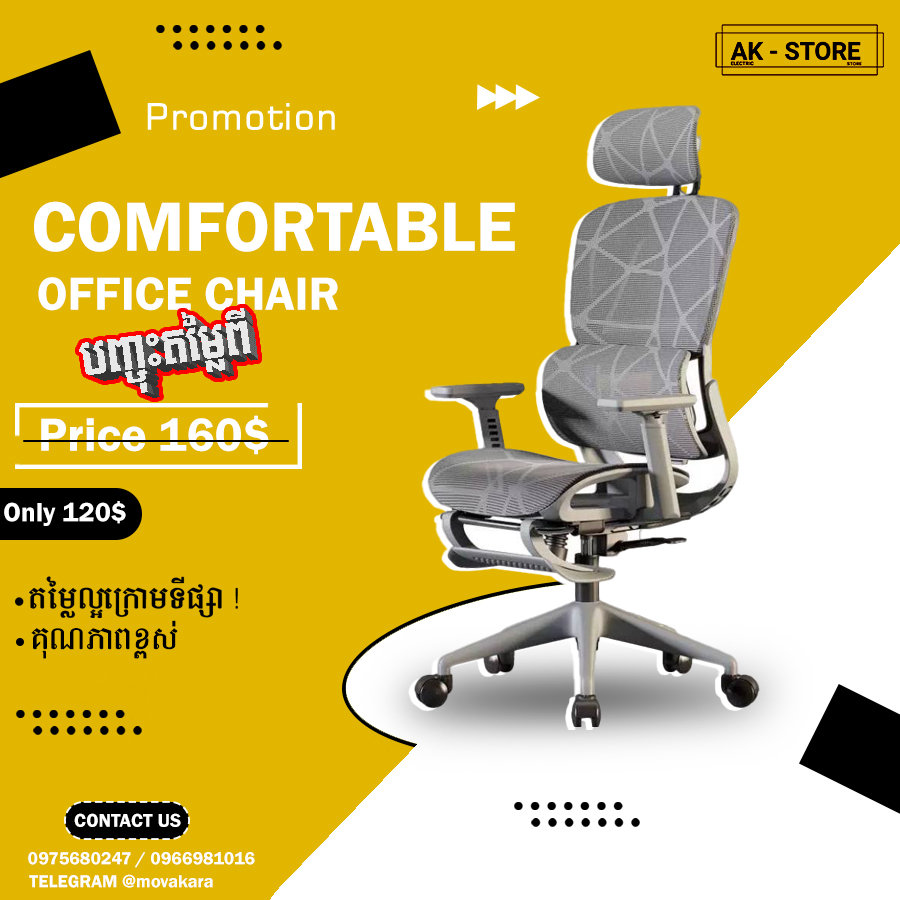 AK - STORE
ELECTRIC STORE
Promotion
COMFORTABLE
OFFICE CHAIR
បញ្ចុះតម្លៃពី
Price 160$
Only 120$
• តម្លៃល្អក្រោមទីផ្សា !
• គុណភាពខ្ពស់
CONTACT US
0975680247 / 0966981016
TELEGRAM @movakara